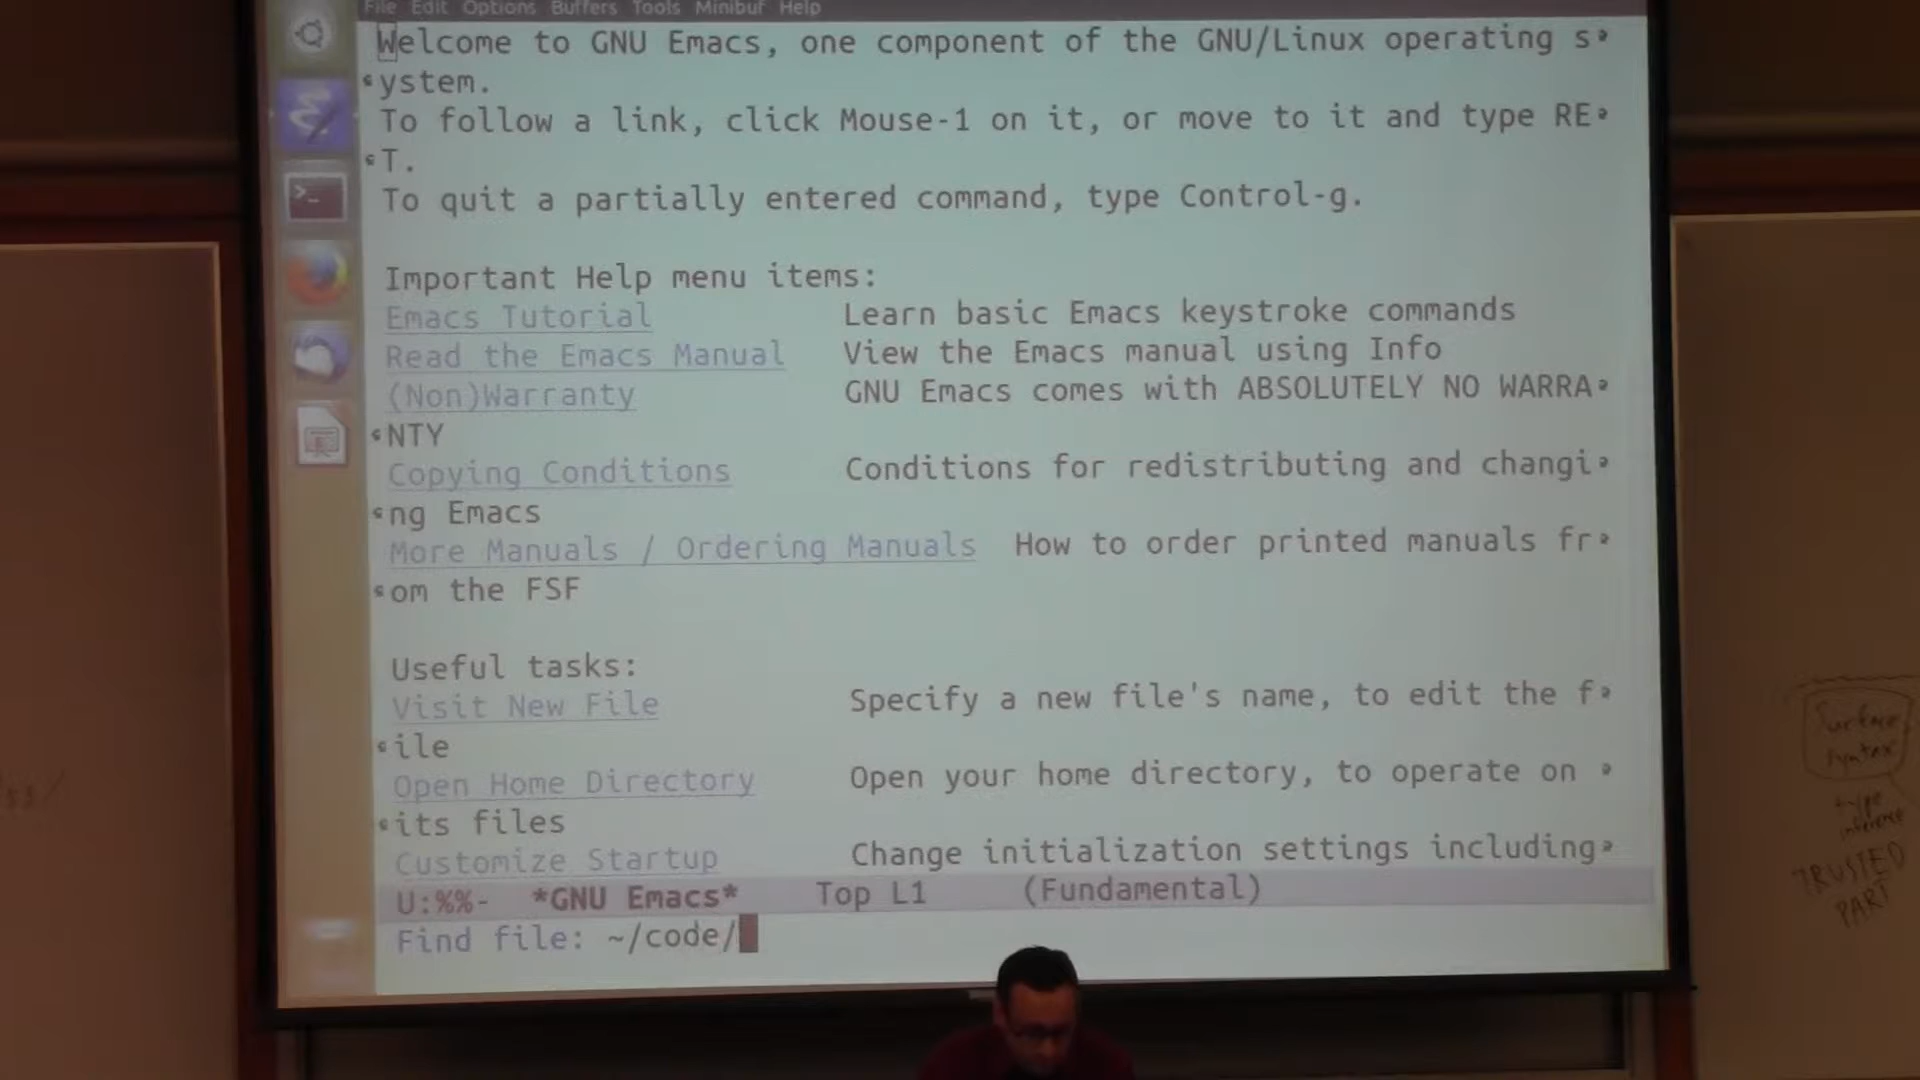 File Edit Options Buffers Tools Minibuf Help
Welcome to GNU Emacs, one component of the GNU/Linux operating s
ystem.
To follow a link, click Mouse-1 on it, or move to it and type RE
T.
To quit a partially entered command, type Control-g.
Important Help menu items:
Emacs Tutorial Learn basic Emacs keystroke commands
Read the Emacs Manual View the Emacs manual using Info
(Non)Warranty GNU Emacs comes with ABSOLUTELY NO WARRA
NTY
Copying Conditions Conditions for redistributing and changi
ng Emacs
More Manuals / Ordering Manuals How to order printed manuals fr
om the FSF
Useful tasks:
Visit New File Specify a new file's name, to edit the f
ile
Open Home Directory Open your home directory, to operate on
its files
Customize Startup Change initialization settings including
U:%%- *GNU Emacs* Top L1 (Fundamental)
Find file: ~/code/
Surface
syntax
type
inference
TRUSTED
PART